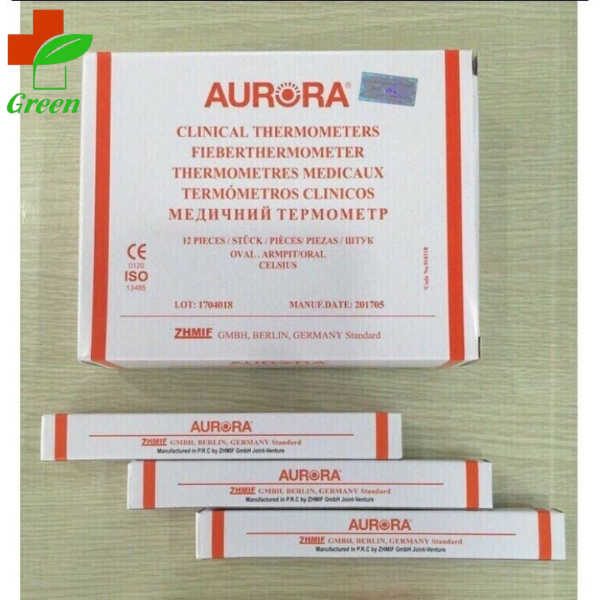 Green
AURORA®
CLINICAL THERMOMETERS
FIEBERTHERMOMETER
THERMOMETRES MEDICAUX
TERMÓMETROS CLINICOS
МЕДИЧНИЙ ТЕРМОМЕТР
12 PIECES / STÜCK / PIÈCES/ PIEZAS / ШТУК
OVAL . ARMPIT/ORAL
CELSIUS
CE
0120
ISO
13485
LOT: 1704018
MANUF.DATE: 201705
ZHMIF GMBH, BERLIN, GERMANY Standard
AURORA®
ZHMIF GMBH, BERLIN, GERMANY Standard
Manufactured in P.R.C by ZHMIF GmbH Joint-Venture
AURORA®
ZHMIF GMBH, BERLIN, GERMANY Standard
Manufactured in P.R.C by ZHMIF GmbH Joint-Venture
AURORA®
ZHMIF GMBH, BERLIN, GERMANY Standard
Manufactured in P.R.C by ZHMIF GmbH Joint-Venture